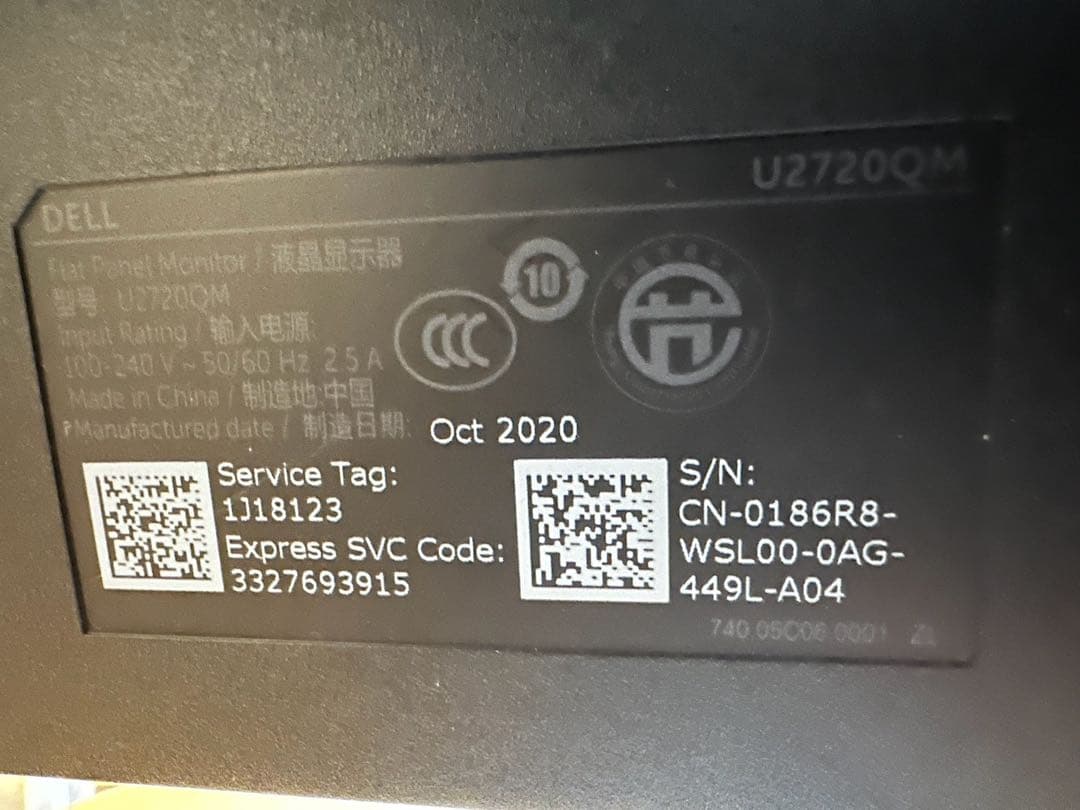 U2720QM
DELL
Flat Panel Monitor / 液晶显示器
型号 U2720QM
Input Rating / 输入电源:
100-240 V ~ 50/60 Hz 2.5 A
Made in China / 制造地:中国
Manufactured date / 制造日期: Oct 2020
CCC
10
Service Tag:
1J18123
Express SVC Code:
3327693915
S/N:
CN-0186R8-
WSL00-0AG-
449L-A04